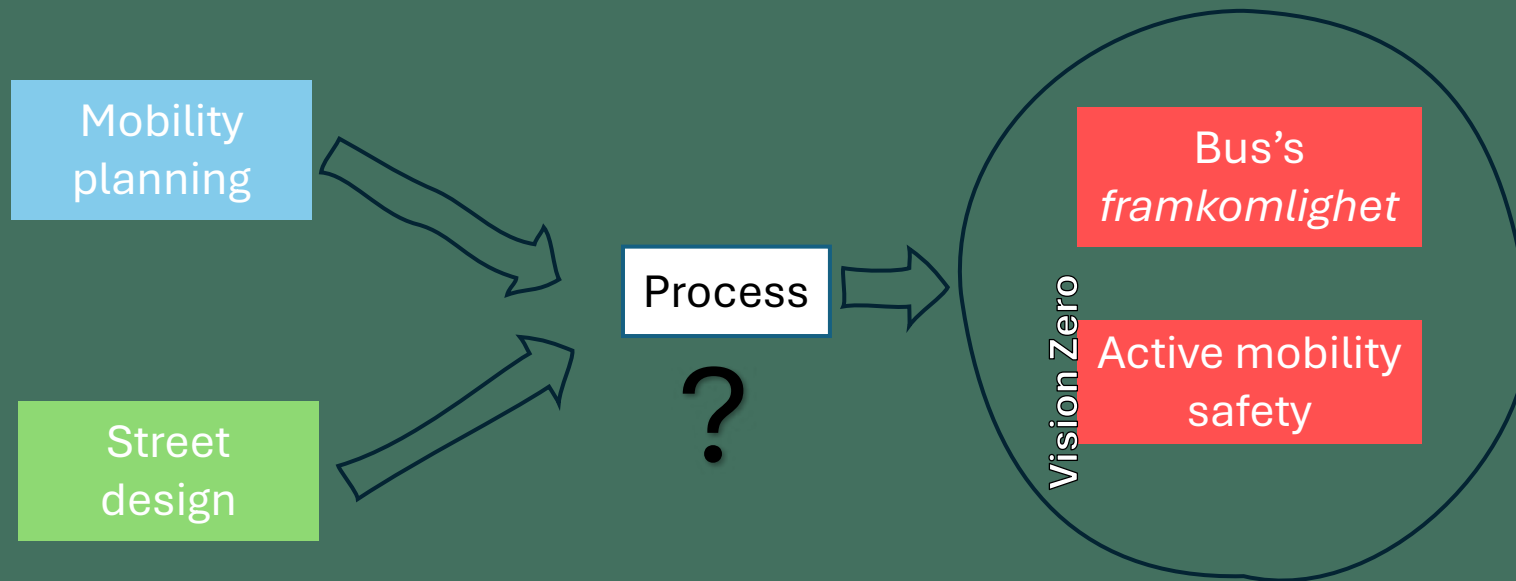 Mobility
planning
Street
design
Process
?
Vision Zero
Bus’s
framkomlighet
Active mobility
safety